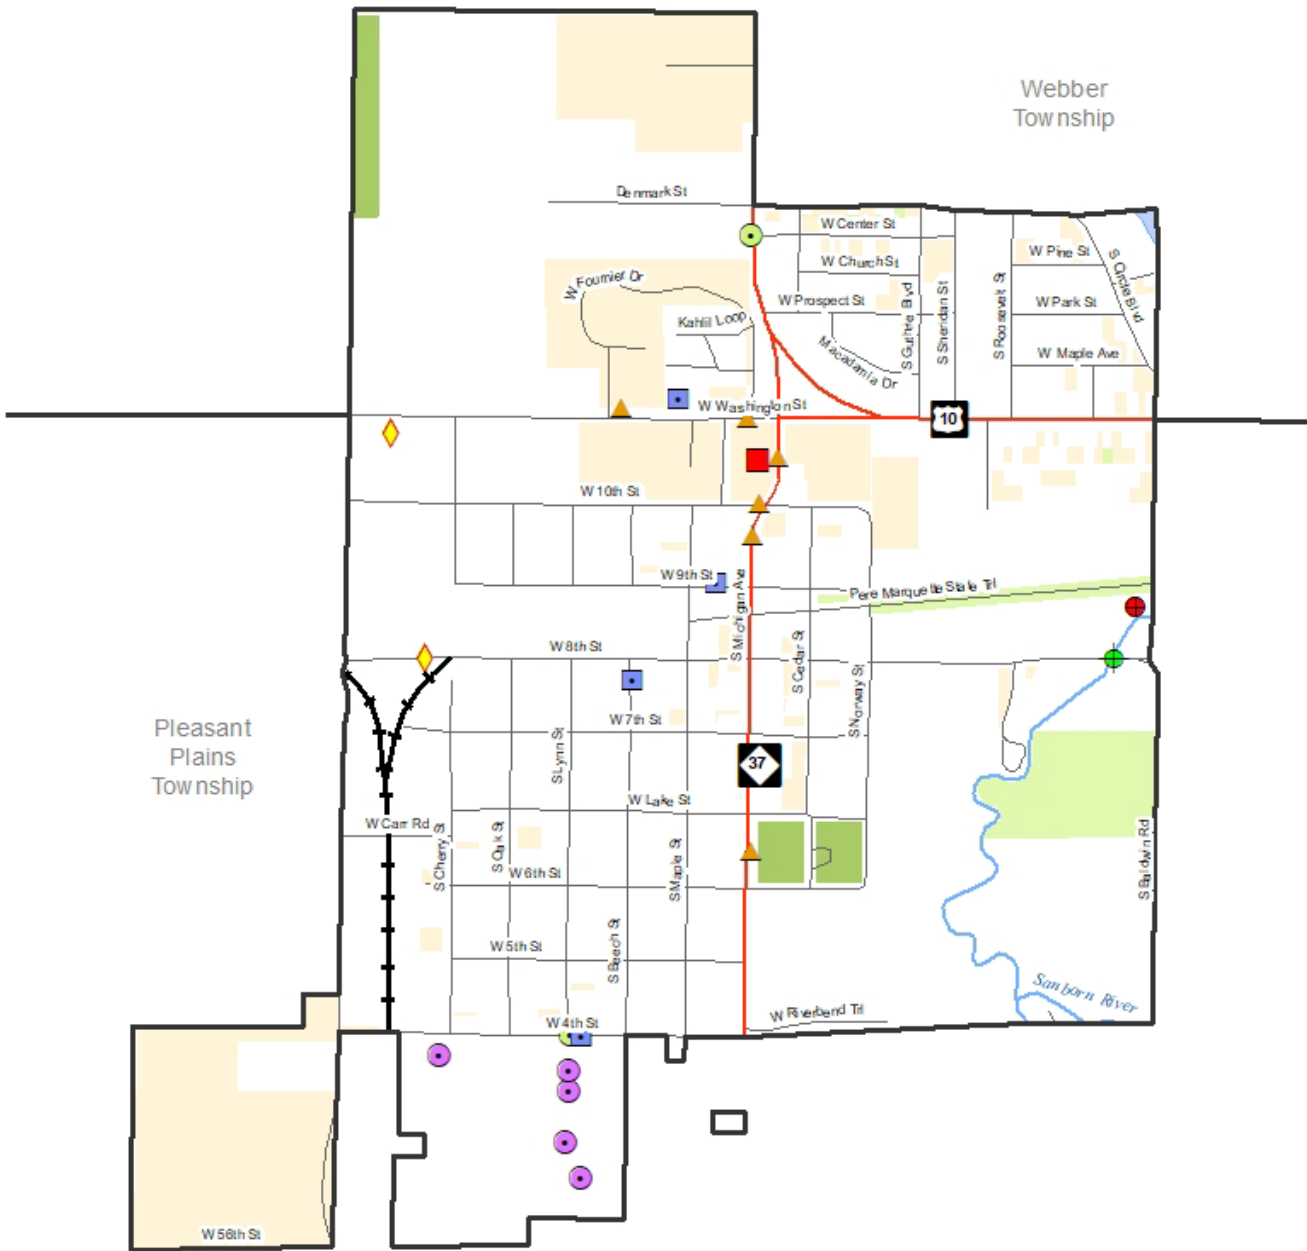 Webber
Township
Denmark St
W Center St
W Church St
W Pine St
S Circle Blvd
W Fournier Dr
W Prospect St
W Park St
Kahlil Loop
S Guthrie Blvd
S Sheridan St
S Roosevelt St
Macadamia Dr
W Maple Ave
W Washington St
10
W 10th St
W 9th St
S Michigan Ave
Pere Marquette State Trl
W 8th St
S Cedar St
S Norway St
Pleasant
Plains
Township
W 7th St
S Lynn St
37
W Lake St
W Carr Rd
S Cherry St
S Oak St
S Maple St
S Baldwin Rd
W 6th St
W 5th St
S Beech St
Sanborn River
W 4th St
W Riverbend Trl
W 56th St